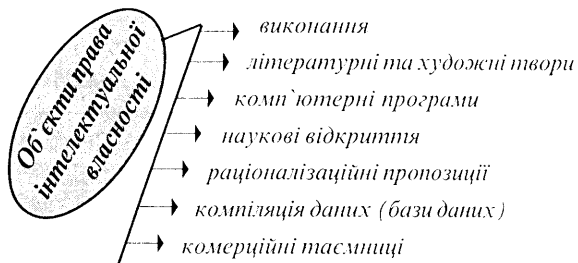 Об`єкти права
інтелектуальної
власності
виконання
літературні та художні твори
комп`ютерні програми
наукові відкриття
раціоналізаційні пропозиції
компіляція даних (бази даних)
комерційні таємниці